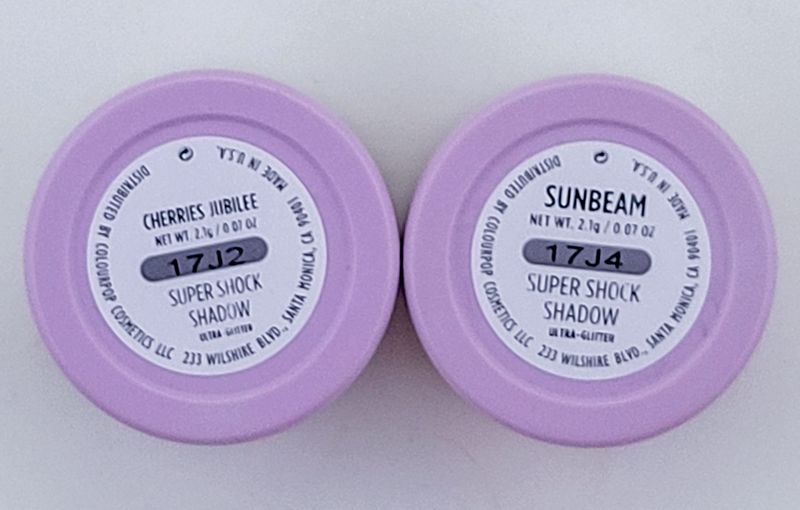 CHERRIES JUBILEE
NET WT. 2.1g / 0.07 OZ
17J2
SUPER SHOCK
SHADOW
ULTRA-GLITTER
DISTRIBUTED BY COLOURPOP COSMETICS LLC 233 WILSHIRE BLVD., SANTA MONICA, CA 90401 MADE IN U.S.A.
SUNBEAM
NET WT. 2.1g / 0.07 OZ
17J4
SUPER SHOCK
SHADOW
ULTRA-GLITTER
DISTRIBUTED BY COLOURPOP COSMETICS LLC 233 WILSHIRE BLVD., SANTA MONICA, CA 90401 MADE IN U.S.A.